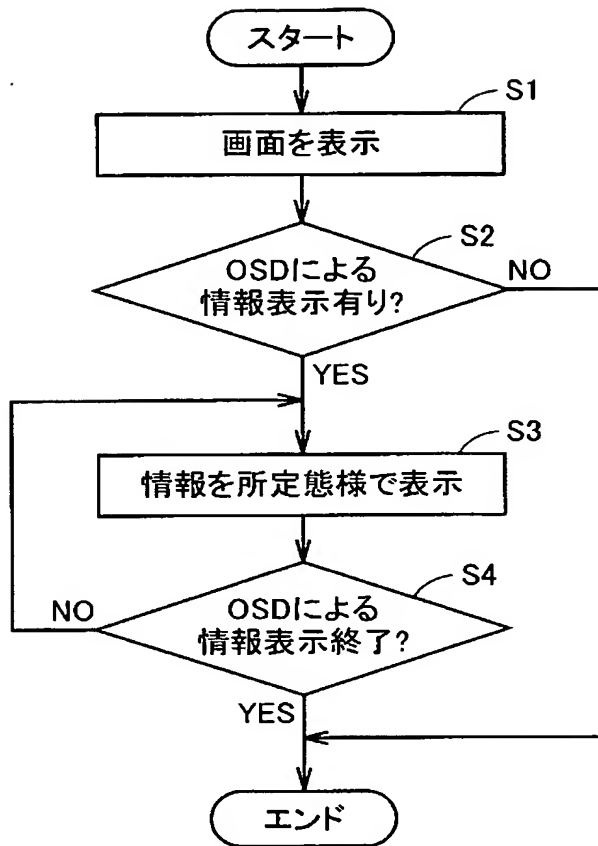 スタート
S1
画面を表示
S2
OSDによる
情報表示有り?
NO
YES
S3
情報を所定態様で表示
S4
OSDによる
情報表示終了?
NO
YES
エンド